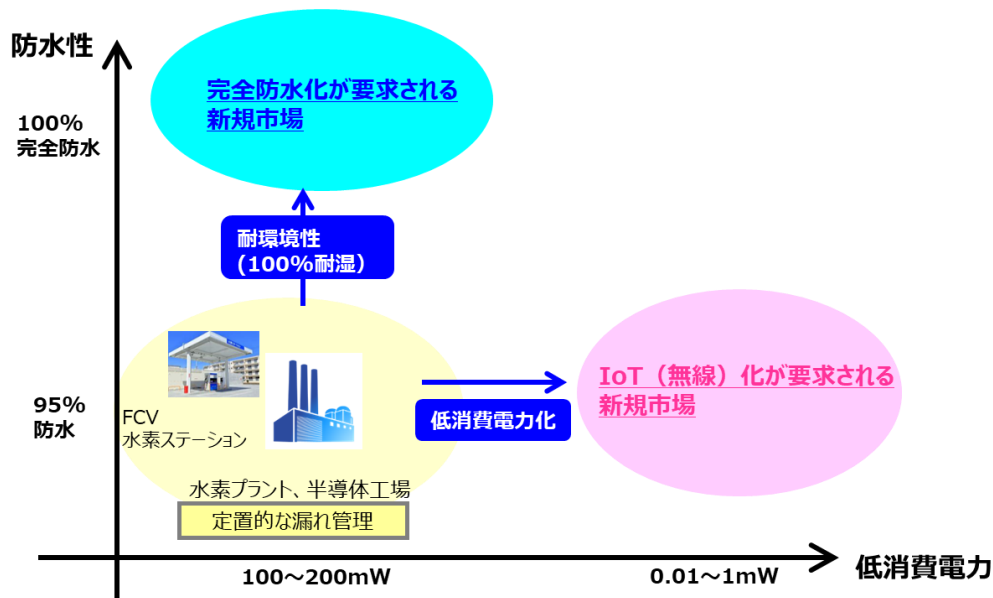 防水性
完全防水化が要求される
新規市場
100%
完全防水
耐環境性
(100%耐湿）
95%
防水
FCV
水素ステーション
水素プラント、半導体工場
定置的な漏れ管理
低消費電力化
IoT（無線）化が要求される
新規市場
100～200mW
0.01～1mW
低消費電力